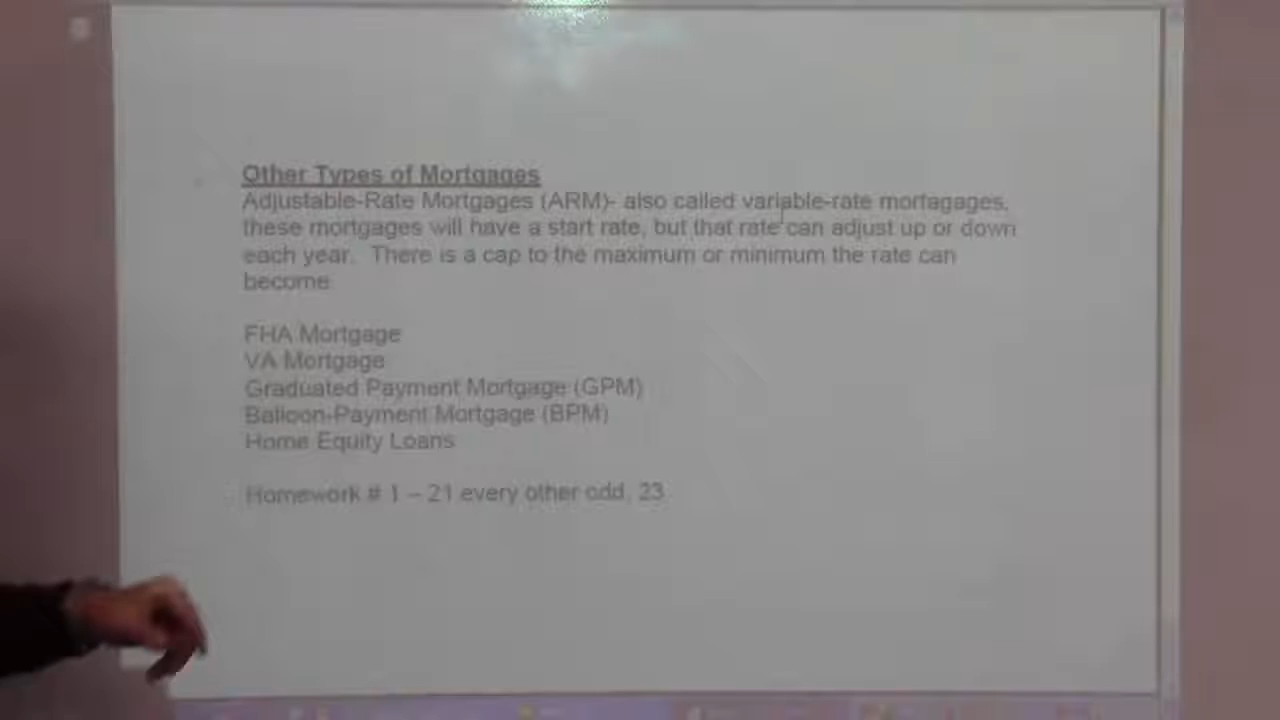 Other Types of Mortgages
Adjustable-Rate Mortgages (ARM)- also called variable-rate mortagages,
these mortgages will have a start rate, but that rate can adjust up or down
each year.  There is a cap to the maximum or minimum the rate can
become.
FHA Mortgage
VA Mortgage
Graduated Payment Mortgage (GPM)
Balloon-Payment Mortgage (BPM)
Home Equity Loans
Homework # 1 – 21 every other odd, 23